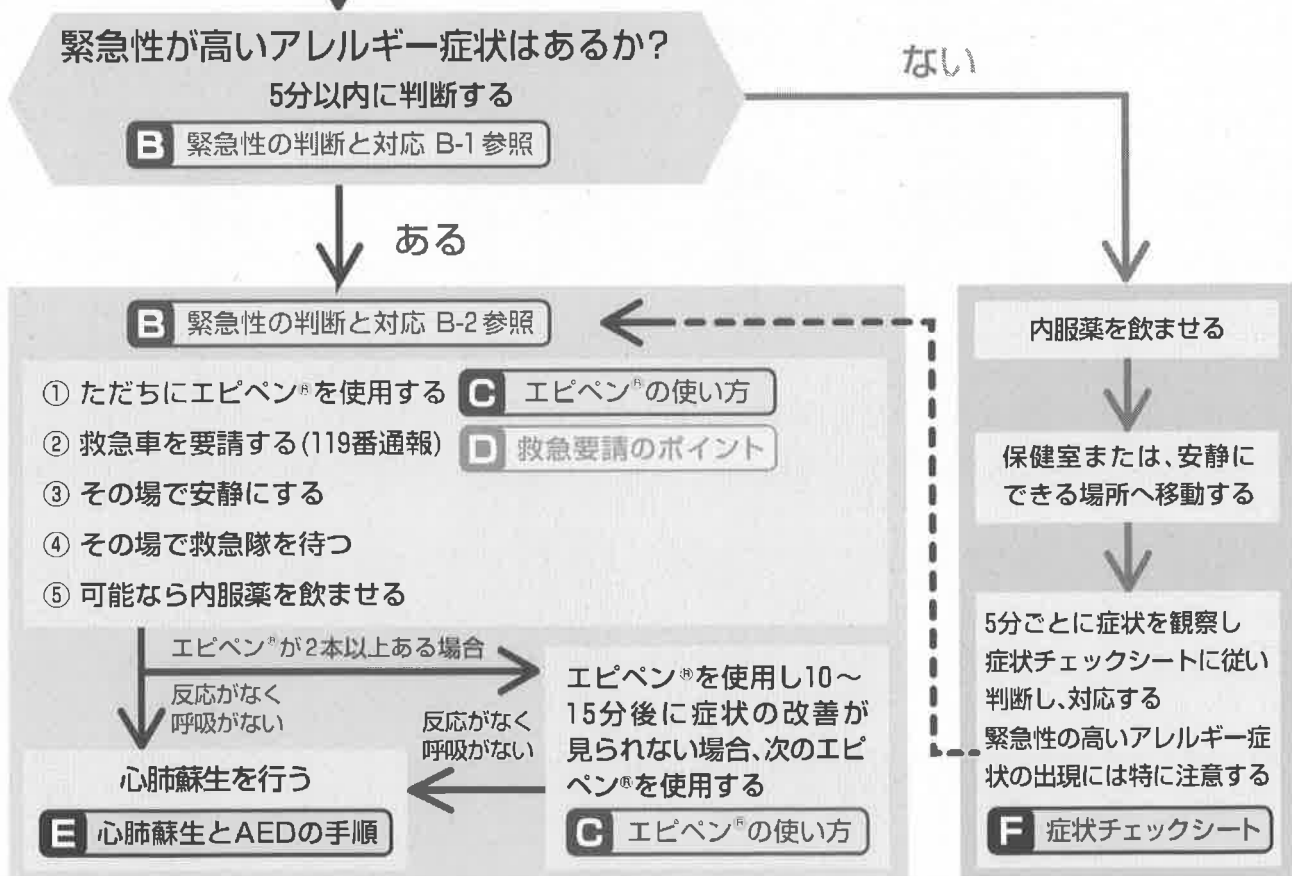 緊急性が高いアレルギー症状はあるか?
5分以内に判断する
B 緊急性の判断と対応 B-1参照
ない
ある
B 緊急性の判断と対応 B-2参照
① ただちにエピペン®を使用する C エピペン®の使い方
② 救急車を要請する(119番通報) D 救急要請のポイント
③ その場で安静にする
④ その場で救急隊を待つ
⑤ 可能なら内服薬を飲ませる
エピペン®が2本以上ある場合
反応がなく
呼吸がない
反応がなく
呼吸がない
エピペン®を使用し10～
15分後に症状の改善が
見られない場合、次のエピ
ペン®を使用する
C エピペン®の使い方
心肺蘇生を行う
E 心肺蘇生とAEDの手順
内服薬を飲ませる
保健室または、安静に
できる場所へ移動する
5分ごとに症状を観察し
症状チェックシートに従い
判断し、対応する
緊急性の高いアレルギー症
状の出現には特に注意する
F 症状チェックシート